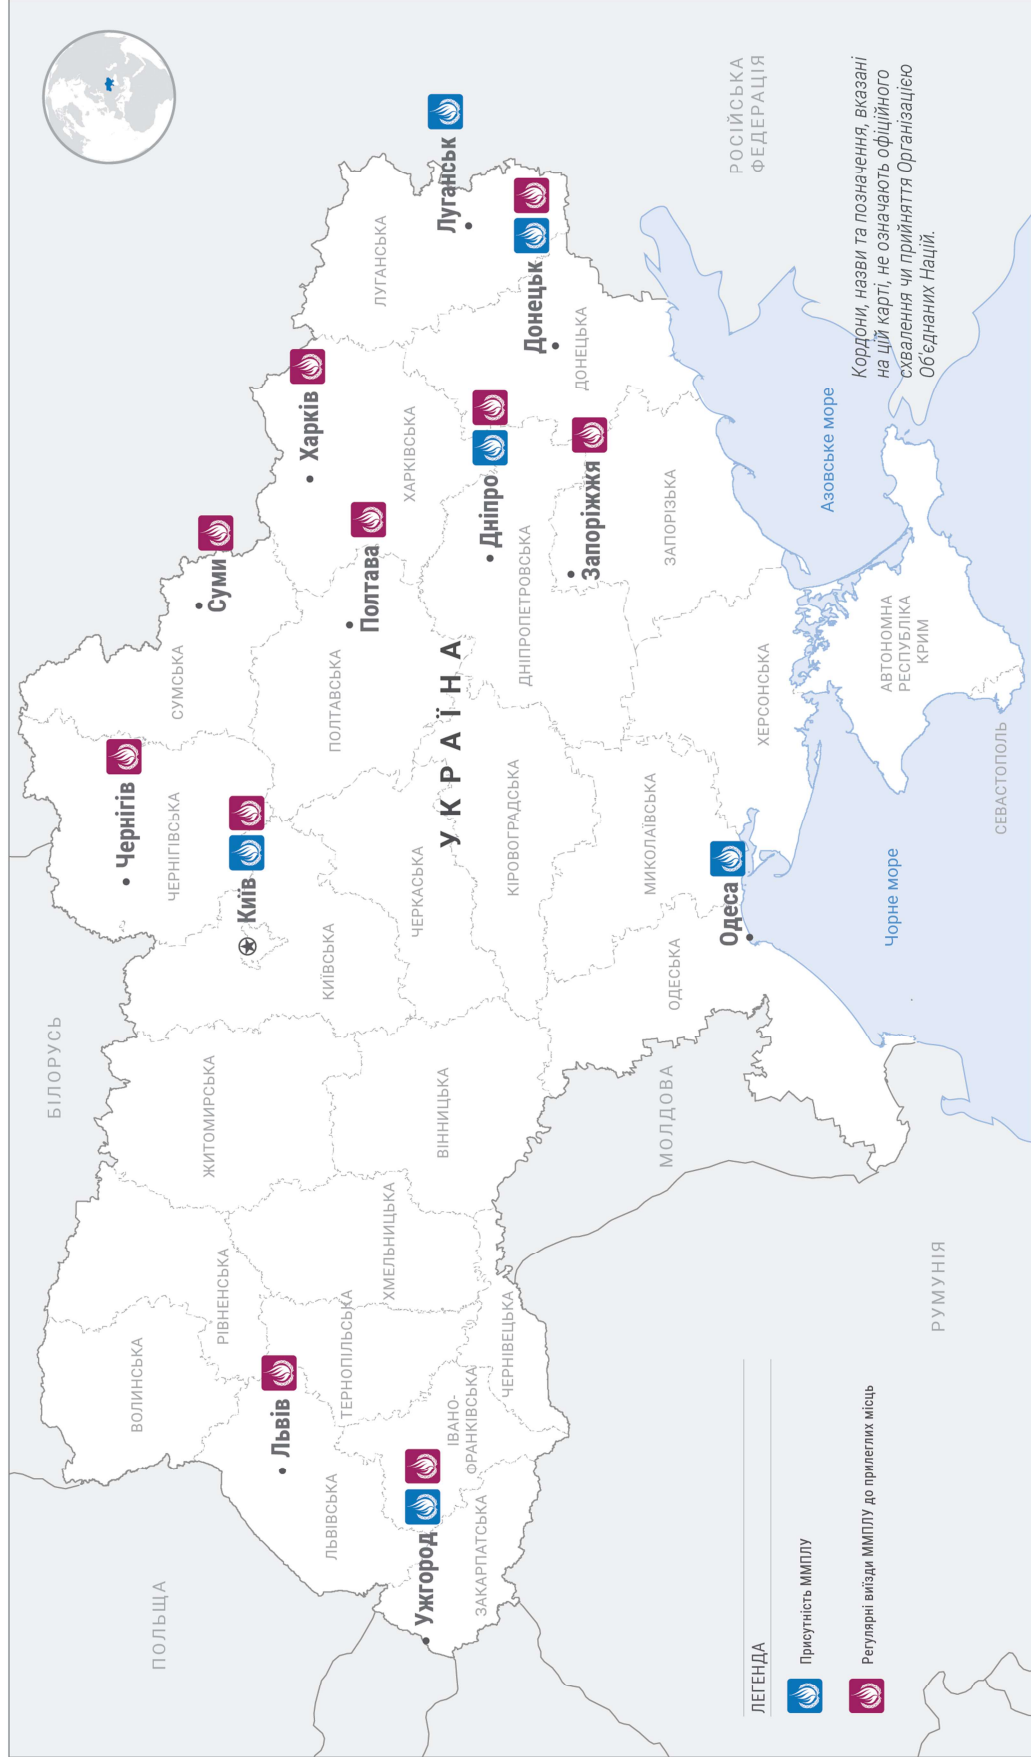 БІЛОРУСЬ
ПОЛЬЩА
РОСІЙСЬКА
ФЕДЕРАЦІЯ
МОЛДОВА
РУМУНІЯ
УКРАЇНА
ВОЛИНСЬКА
РІВНЕНСЬКА
ЖИТОМИРСЬКА
КИЇВСЬКА
ЧЕРНІГІВСЬКА
СУМСЬКА
ЛЬВІВСЬКА
ТЕРНОПІЛЬСЬКА
ХМЕЛЬНИЦЬКА
ВІННИЦЬКА
ЧЕРКАСЬКА
ПОЛТАВСЬКА
ХАРКІВСЬКА
ЛУГАНСЬКА
ЗАКАРПАТСЬКА
ІВАНО-
ФРАНКІВСЬКА
ЧЕРНІВЕЦЬКА
КІРОВОГРАДСЬКА
ДНІПРОПЕТРОВСЬКА
ДОНЕЦЬКА
ОДЕСЬКА
МИКОЛАЇВСЬКА
ХЕРСОНСЬКА
ЗАПОРІЗЬКА
АВТОНОМНА
РЕСПУБЛІКА
КРИМ
СЕВАСТОПОЛЬ
Чернігів
Суми
Київ
Львів
Харків
Полтава
Ужгород
Луганськ
Дніпро
Донецьк
Запоріжжя
Одеса
Азовське море
Чорне море
ЛЕГЕНДА
Присутність ММПЛУ
Регулярні виїзди ММПЛУ до прилеглих місць
Кордони, назви та позначення, вказані
на цій карті, не означають офіційного
схвалення чи прийняття Організацією
Об'єднаних Націй.